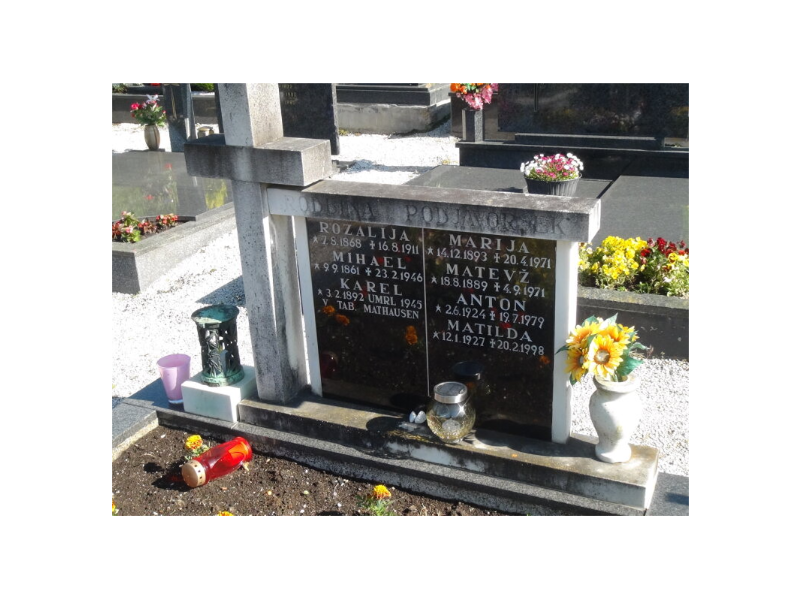 PODJAVORŠEK
ROZALIJA
*2.8.1868 ✝16.8.1911
MIHAEL
*9.9.1861 ✝23.2.1946
KAREL
*3.2.1892 UMRL 1945
V TAB. MATHAUSEN
MARIJA
*14.12.1893 ✝20.4.1971
MATEVŽ
*18.8.1889 ✝4.9.1971
ANTON
*2.6.1924 ✝19.7.1979
MATILDA
*12.1.1927 ✝20.2.1998